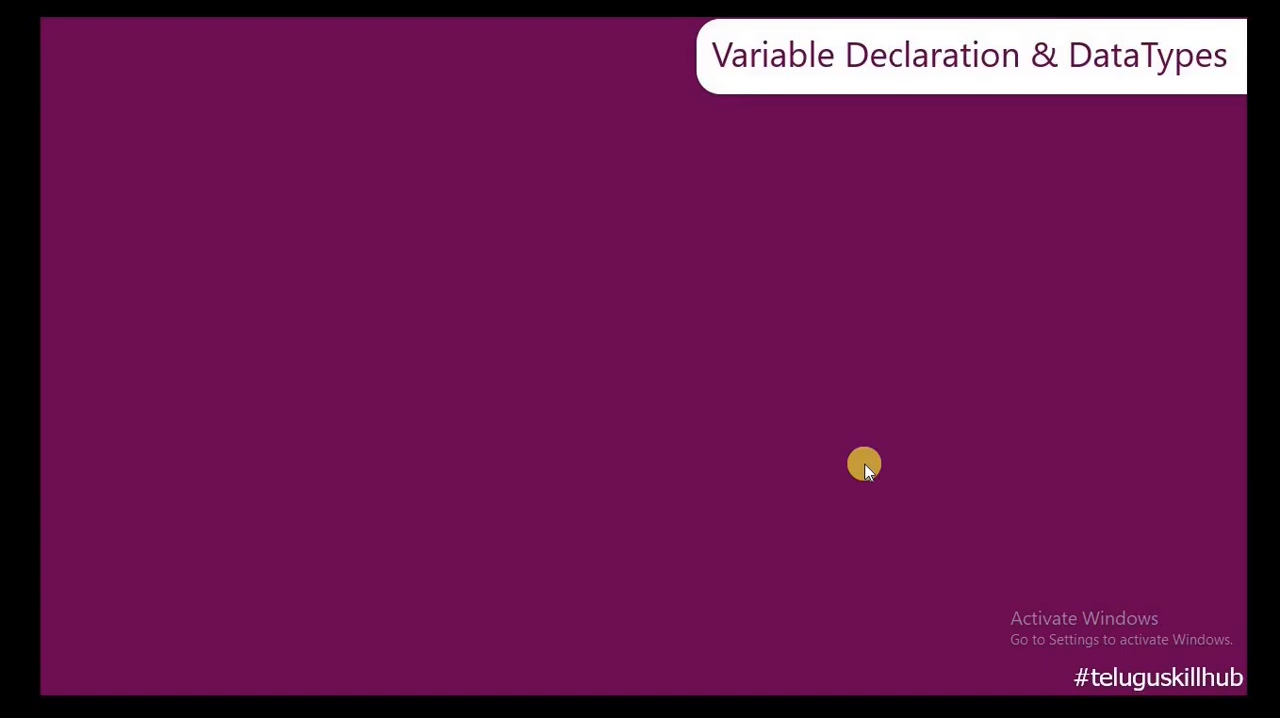 Variable Declaration & DataTypes
Activate Windows
Go to Settings to activate Windows.
#teluguskillhub